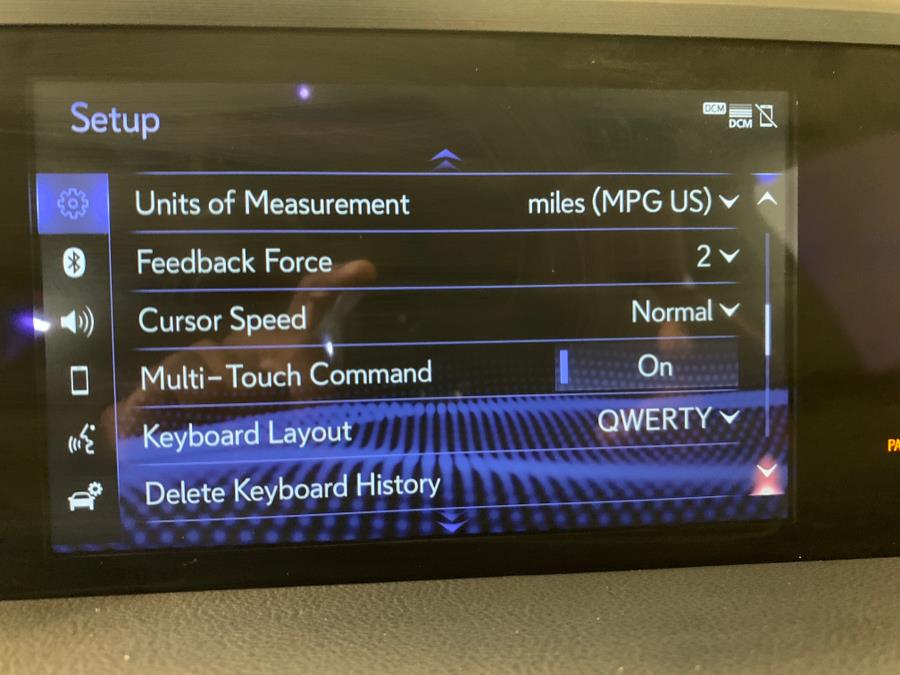 Setup
DCM
DCM
Units of Measurement miles (MPG US)
Feedback Force 2
Cursor Speed Normal
Multi-Touch Command On
Keyboard Layout QWERTY
PA
Delete Keyboard History